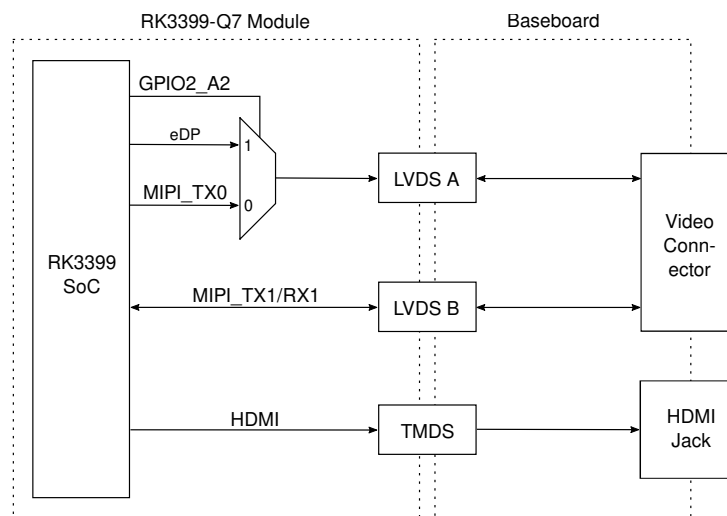 RK3399-Q7 Module
Baseboard
GPIO2_A2
eDP
1
MIPI_TX0
0
LVDS A
Video
Conn-
ector
RK3399
SoC
MIPI_TX1/RX1
LVDS B
HDMI
TMDS
HDMI
Jack